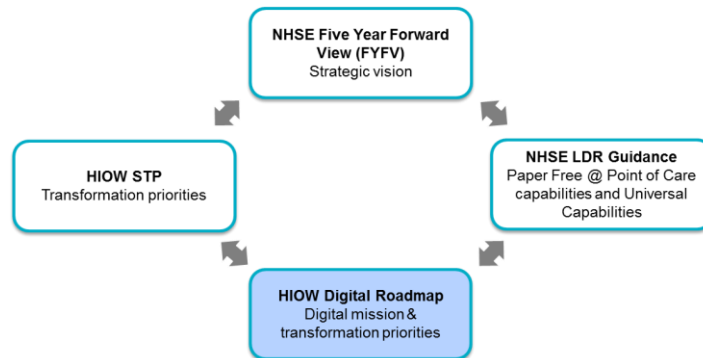 NHSE Five Year Forward
View (FYFV)
Strategic vision
HIOW STP
Transformation priorities
NHSE LDR Guidance
Paper Free @ Point of Care
capabilities and Universal
Capabilities
HIOW Digital Roadmap
Digital mission &
transformation priorities